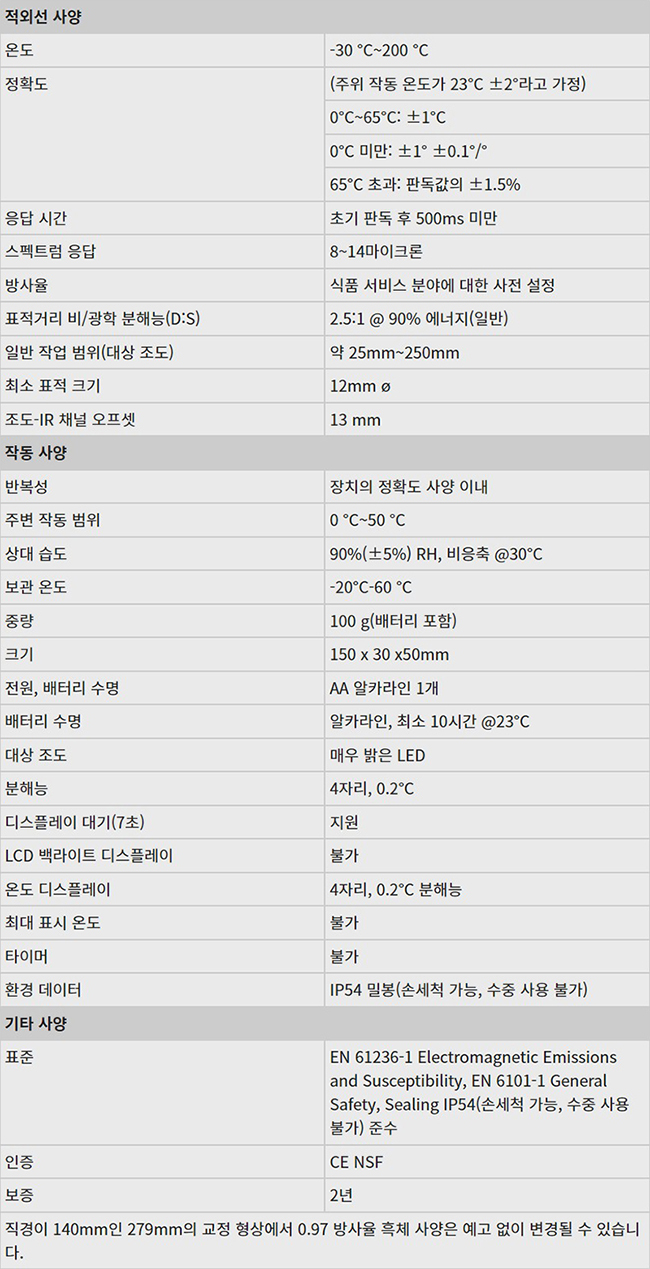 적외선 사양
온도 -30 °C~200 °C
정확도 (주위 작동 온도가 23°C ±2°라고 가정)
0°C~65°C: ±1°C
0°C 미만: ±1° ±0.1°/°
65°C 초과: 판독값의 ±1.5%
응답 시간 초기 판독 후 500ms 미만
스펙트럼 응답 8~14마이크론
방사율 식품 서비스 분야에 대한 사전 설정
표적거리 비/광학 분해능(D:S) 2.5:1 @ 90% 에너지(일반)
일반 작업 범위(대상 조도) 약 25mm~250mm
최소 표적 크기 12mm ø
조도-IR 채널 오프셋 13 mm
작동 사양
반복성 장치의 정확도 사양 이내
주변 작동 범위 0 °C~50 °C
상대 습도 90%(±5%) RH, 비응축 @30°C
보관 온도 -20°C-60 °C
중량 100 g(배터리 포함)
크기 150 x 30 x50mm
전원, 배터리 수명 AA 알카라인 1개
배터리 수명 알카라인, 최소 10시간 @23°C
대상 조도 매우 밝은 LED
분해능 4자리, 0.2°C
디스플레이 대기(7초) 지원
LCD 백라이트 디스플레이 불가
온도 디스플레이 4자리, 0.2°C 분해능
최대 표시 온도 불가
타이머 불가
환경 데이터 IP54 밀봉(손세척 가능, 수중 사용 불가)
기타 사양
표준 EN 61236-1 Electromagnetic Emissions
and Susceptibility, EN 6101-1 General
Safety, Sealing IP54(손세척 가능, 수중 사용
불가) 준수
인증 CE NSF
보증 2년
직경이 140mm인 279mm의 교정 형상에서 0.97 방사율 흑체 사양은 예고 없이 변경될 수 있습니
다.